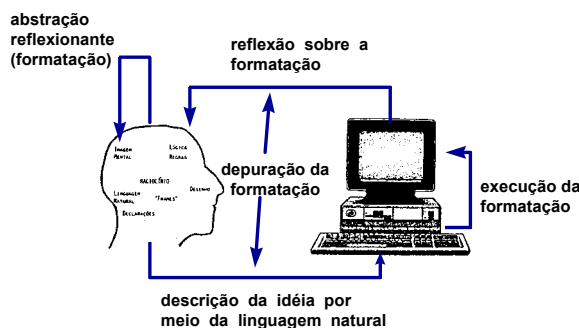 abstração
reflexionante
(formatação)
reflexão sobre a
formatação
IMAGEM
MENTAL
LÓGICA
REGRAS
RACIOCÍNIO
LINGUAGEM
NATURAL
"FRAMES"
DESENHO
DECLARAÇÕES
depuração da
formatação
execução da
formatação
descrição da idéia por
meio da linguagem natural